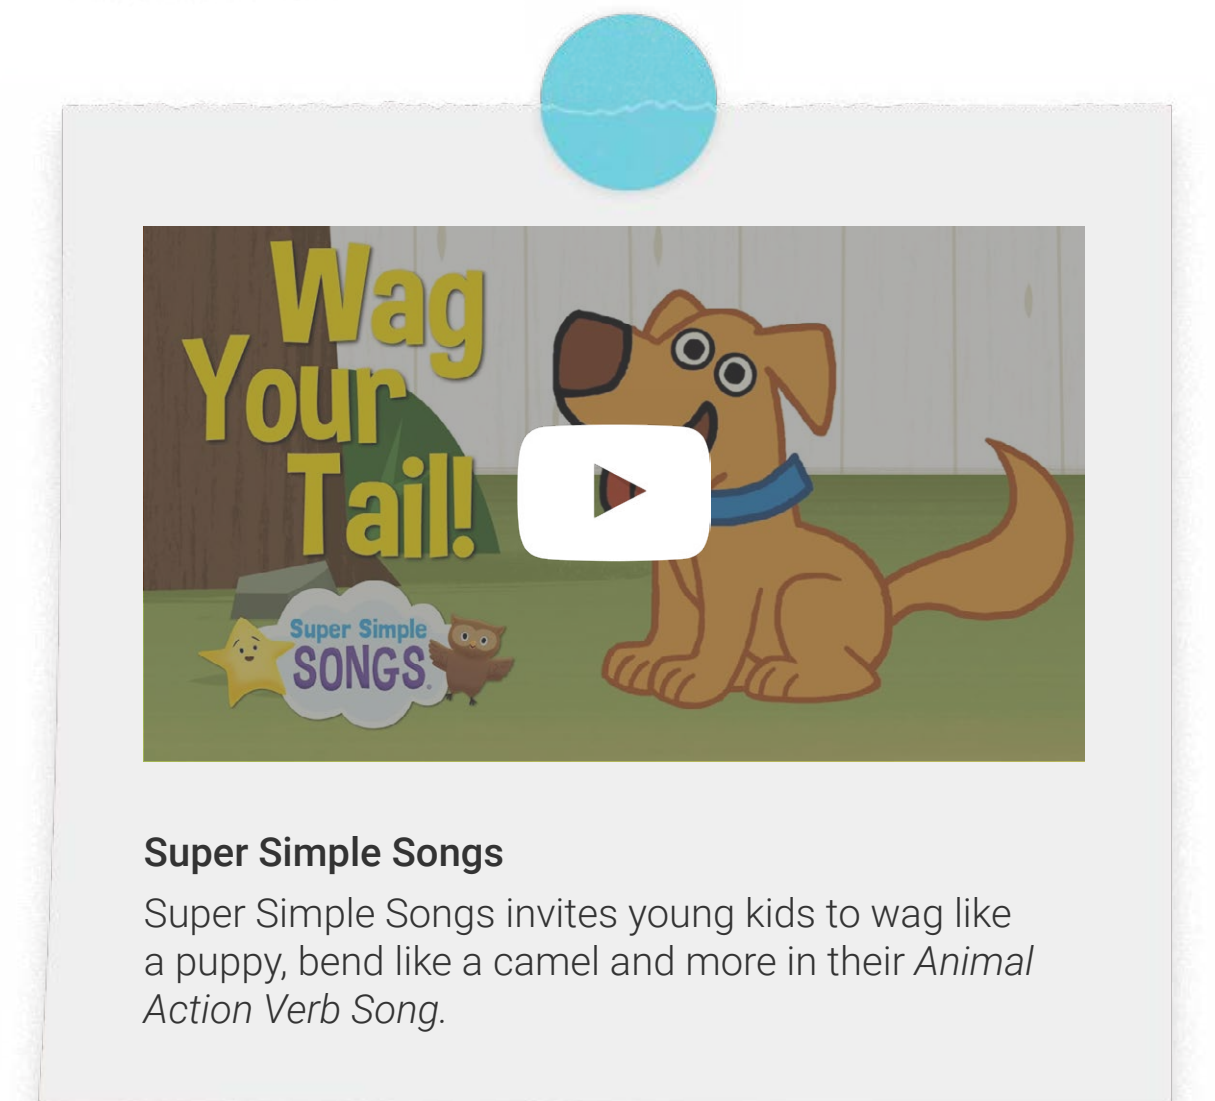 Wag
Your
Tail!
Super Simple
SONGS®
Super Simple Songs
Super Simple Songs invites young kids to wag like
a puppy, bend like a camel and more in their Animal
Action Verb Song.